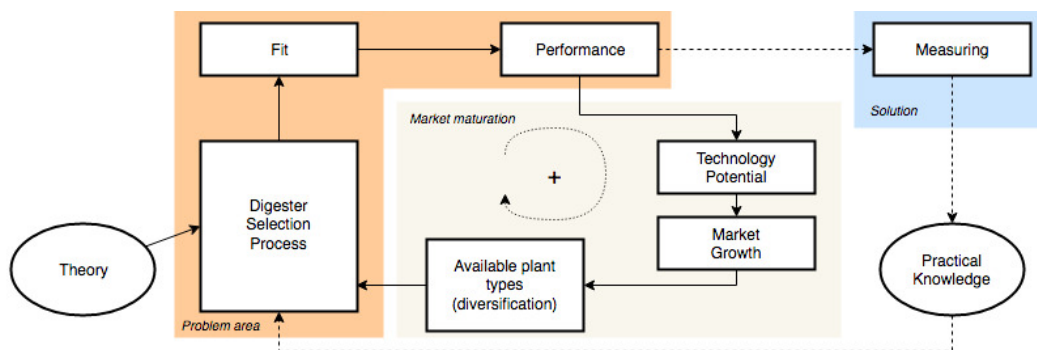 Fit
Performance
Measuring
Solution
Market maturation
Technology
Potential
+
Digester
Selection
Process
Market
Growth
Theory
Available plant
types
(diversification)
Practical
Knowledge
Problem area